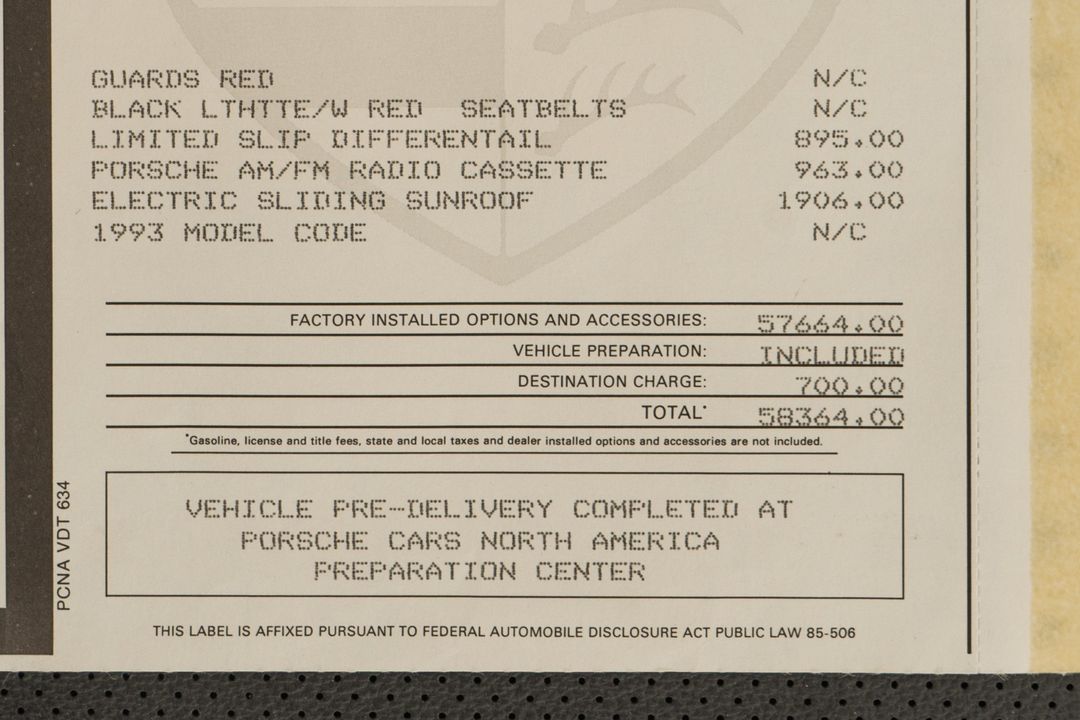 GUARDS RED N/C
BLACK LTHTTE/W RED SEATBELTS N/C
LIMITED SLIP DIFFERENTAIL 895.00
PORSCHE AM/FM RADIO CASSETTE 963.00
ELECTRIC SLIDING SUNROOF 1906.00
1993 MODEL CODE N/C
FACTORY INSTALLED OPTIONS AND ACCESSORIES: 57664.00
VEHICLE PREPARATION: INCLUDED
DESTINATION CHARGE: 700.00
TOTAL* 58364.00
*Gasoline, license and title fees, state and local taxes and dealer installed options and accessories are not included.
VEHICLE PRE-DELIVERY COMPLETED AT
PORSCHE CARS NORTH AMERICA
PREPARATION CENTER
PCNA VDT 634
THIS LABEL IS AFFIXED PURSUANT TO FEDERAL AUTOMOBILE DISCLOSURE ACT PUBLIC LAW 85-506